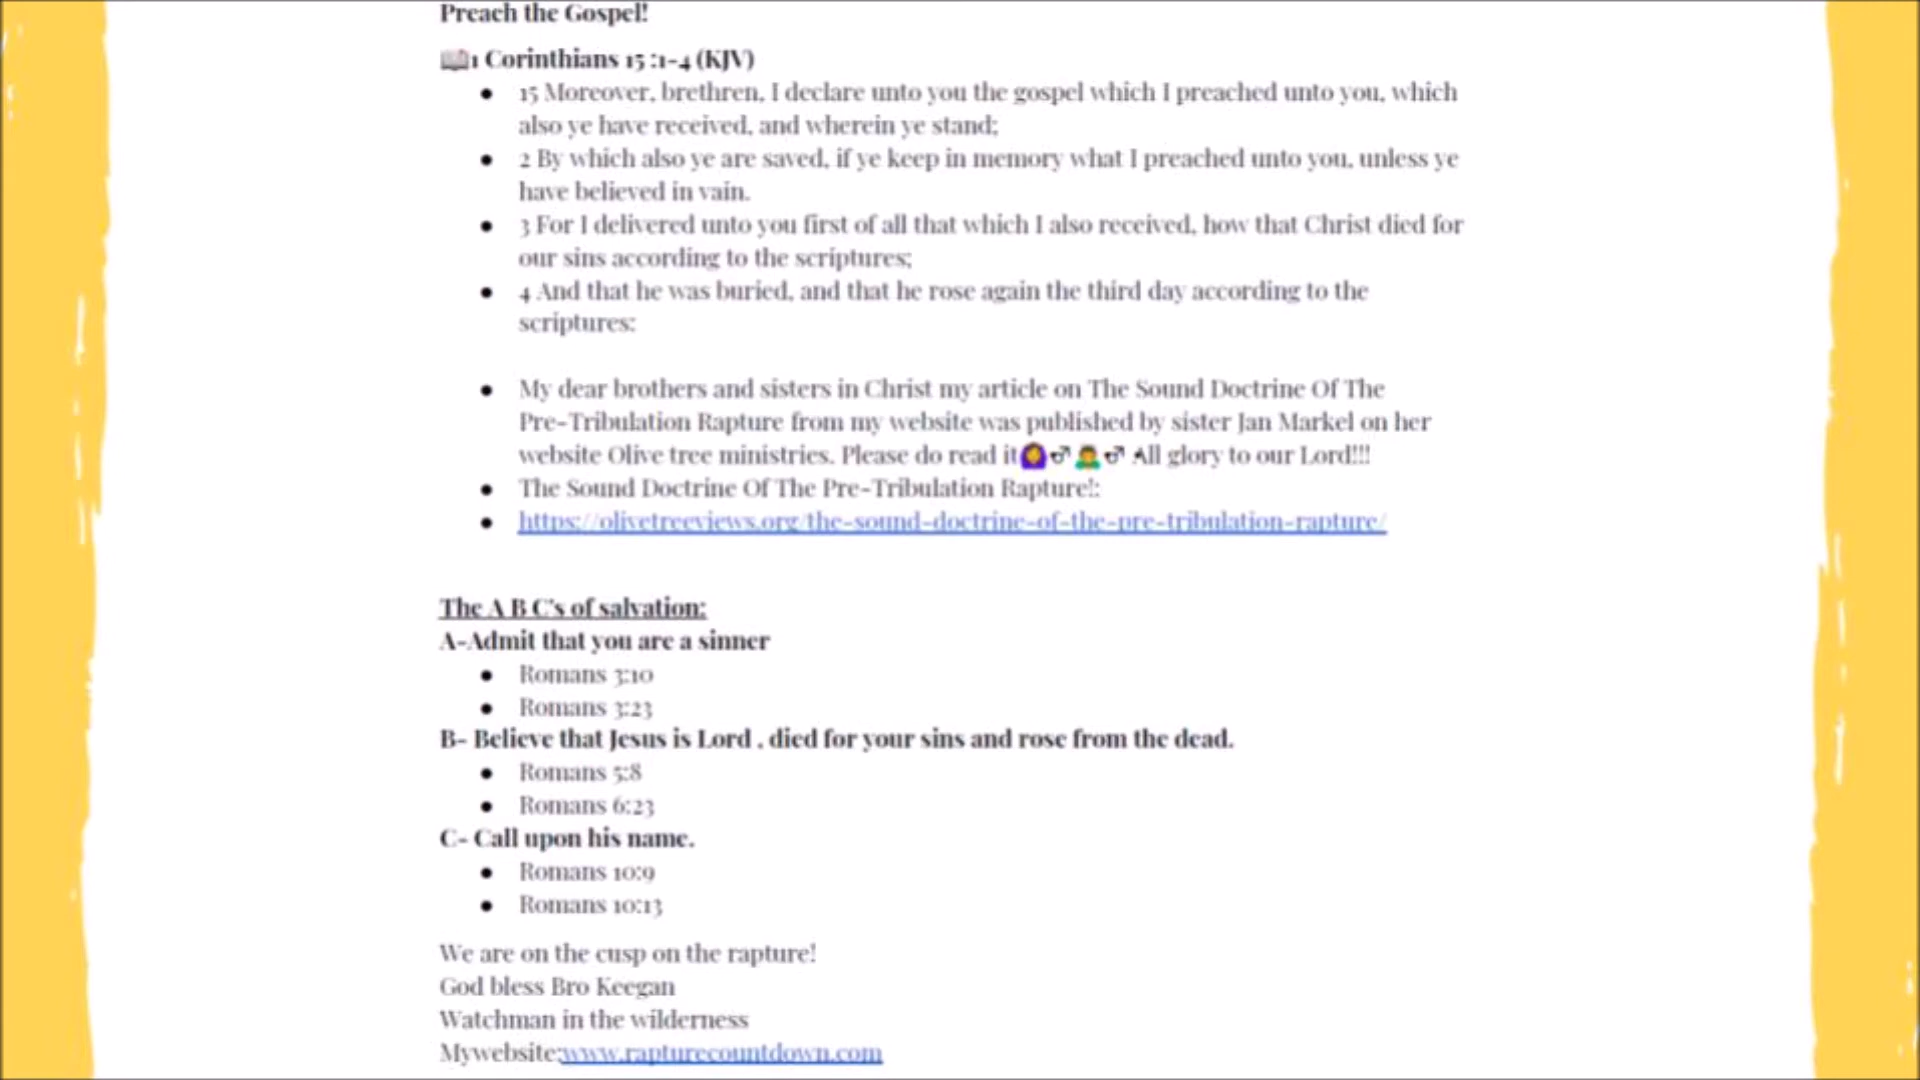 Preach the Gospel!
📖1 Corinthians 15 :1-4 (KJV)
● 15 Moreover, brethren, I declare unto you the gospel which I preached unto you, which
also ye have received, and wherein ye stand;
● 2 By which also ye are saved, if ye keep in memory what I preached unto you, unless ye
have believed in vain.
● 3 For I delivered unto you first of all that which I also received, how that Christ died for
our sins according to the scriptures;
● 4 And that he was buried, and that he rose again the third day according to the
scriptures:
● My dear brothers and sisters in Christ my article on The Sound Doctrine Of The
Pre-Tribulation Rapture from my website was published by sister Jan Markel on her
website Olive tree ministries. Please do read it🙇‍♀️♂🙇‍♂️♂ All glory to our Lord!!!
● The Sound Doctrine Of The Pre-Tribulation Rapture!:
● https://olivetreeviews.org/the-sound-doctrine-of-the-pre-tribulation-rapture/
The A B C's of salvation:
A-Admit that you are a sinner
● Romans 3:10
● Romans 3:23
B- Believe that Jesus is Lord , died for your sins and rose from the dead.
● Romans 5:8
● Romans 6:23
C- Call upon his name.
● Romans 10:9
● Romans 10:13
We are on the cusp on the rapture!
God bless Bro Keegan
Watchman in the wilderness
Mywebsite:www.rapturecountdown.com